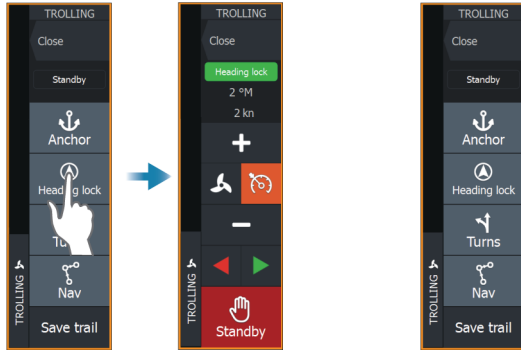 TROLLING
Close
Standby
Anchor
Heading lock
Nav
Save trail
TROLLING
TROLLING
Close
Heading lock
2 °M
2 kn
Standby
TROLLING
TROLLING
Close
Standby
Anchor
Heading lock
Turns
Nav
Save trail
TROLLING